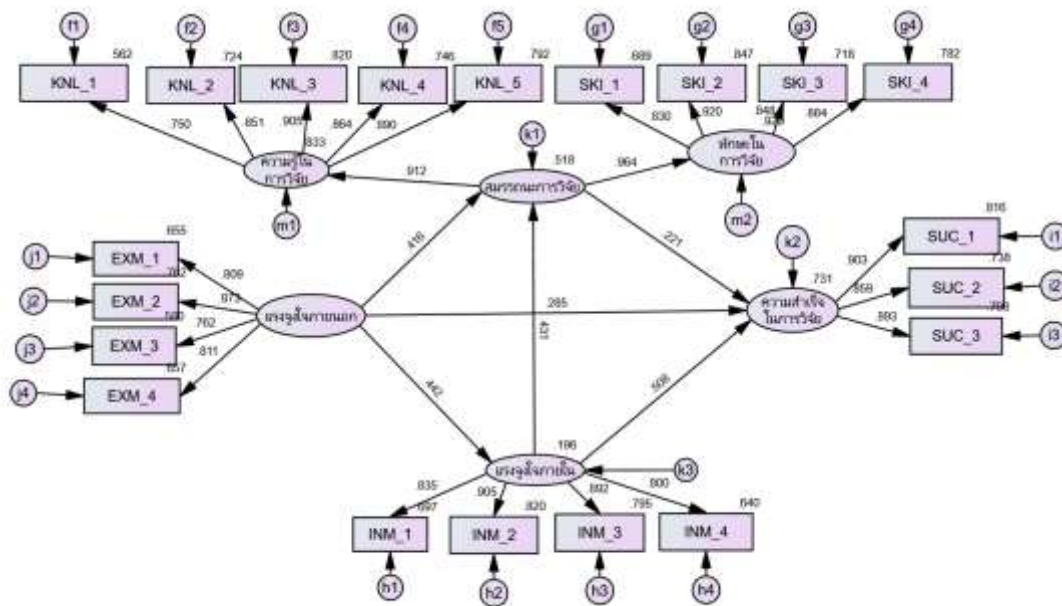 f1 f2 f3 f4 f5 g1 g2 g3 g4
.562 .724 .820 .746 .792 .689 .847 .718 .782
KNL_1 KNL_2 KNL_3 KNL_4 KNL_5 SKI_1 SKI_2 SKI_3 SKI_4
.750 .851 .905 .864 .890 .830 .920 .848 .884
.833
ความรู้ใน
การวิจัย
k1
.518
สมรรถนะการวิจัย
ทักษะใน
การวิจัย
.912 .964
m1 m2
.416 .221
k2
.816
SUC_1 i1
.903
.738
SUC_2 i2
.859
SUC_3 i3
.893
.731
ความสำเร็จ
ในการวิจัย
.655
j1 EXM_1
.809
j2 EXM_2
j3 EXM_3
.762
.811
.657
j4 EXM_4
แรงจูงใจภายนอก
.285
.431
.442 .508
.196
แรงจูงใจภายใน
k3
.835 .905 .892 .800
.697 .820 .795 .640
INM_1 INM_2 INM_3 INM_4
h1 h2 h3 h4